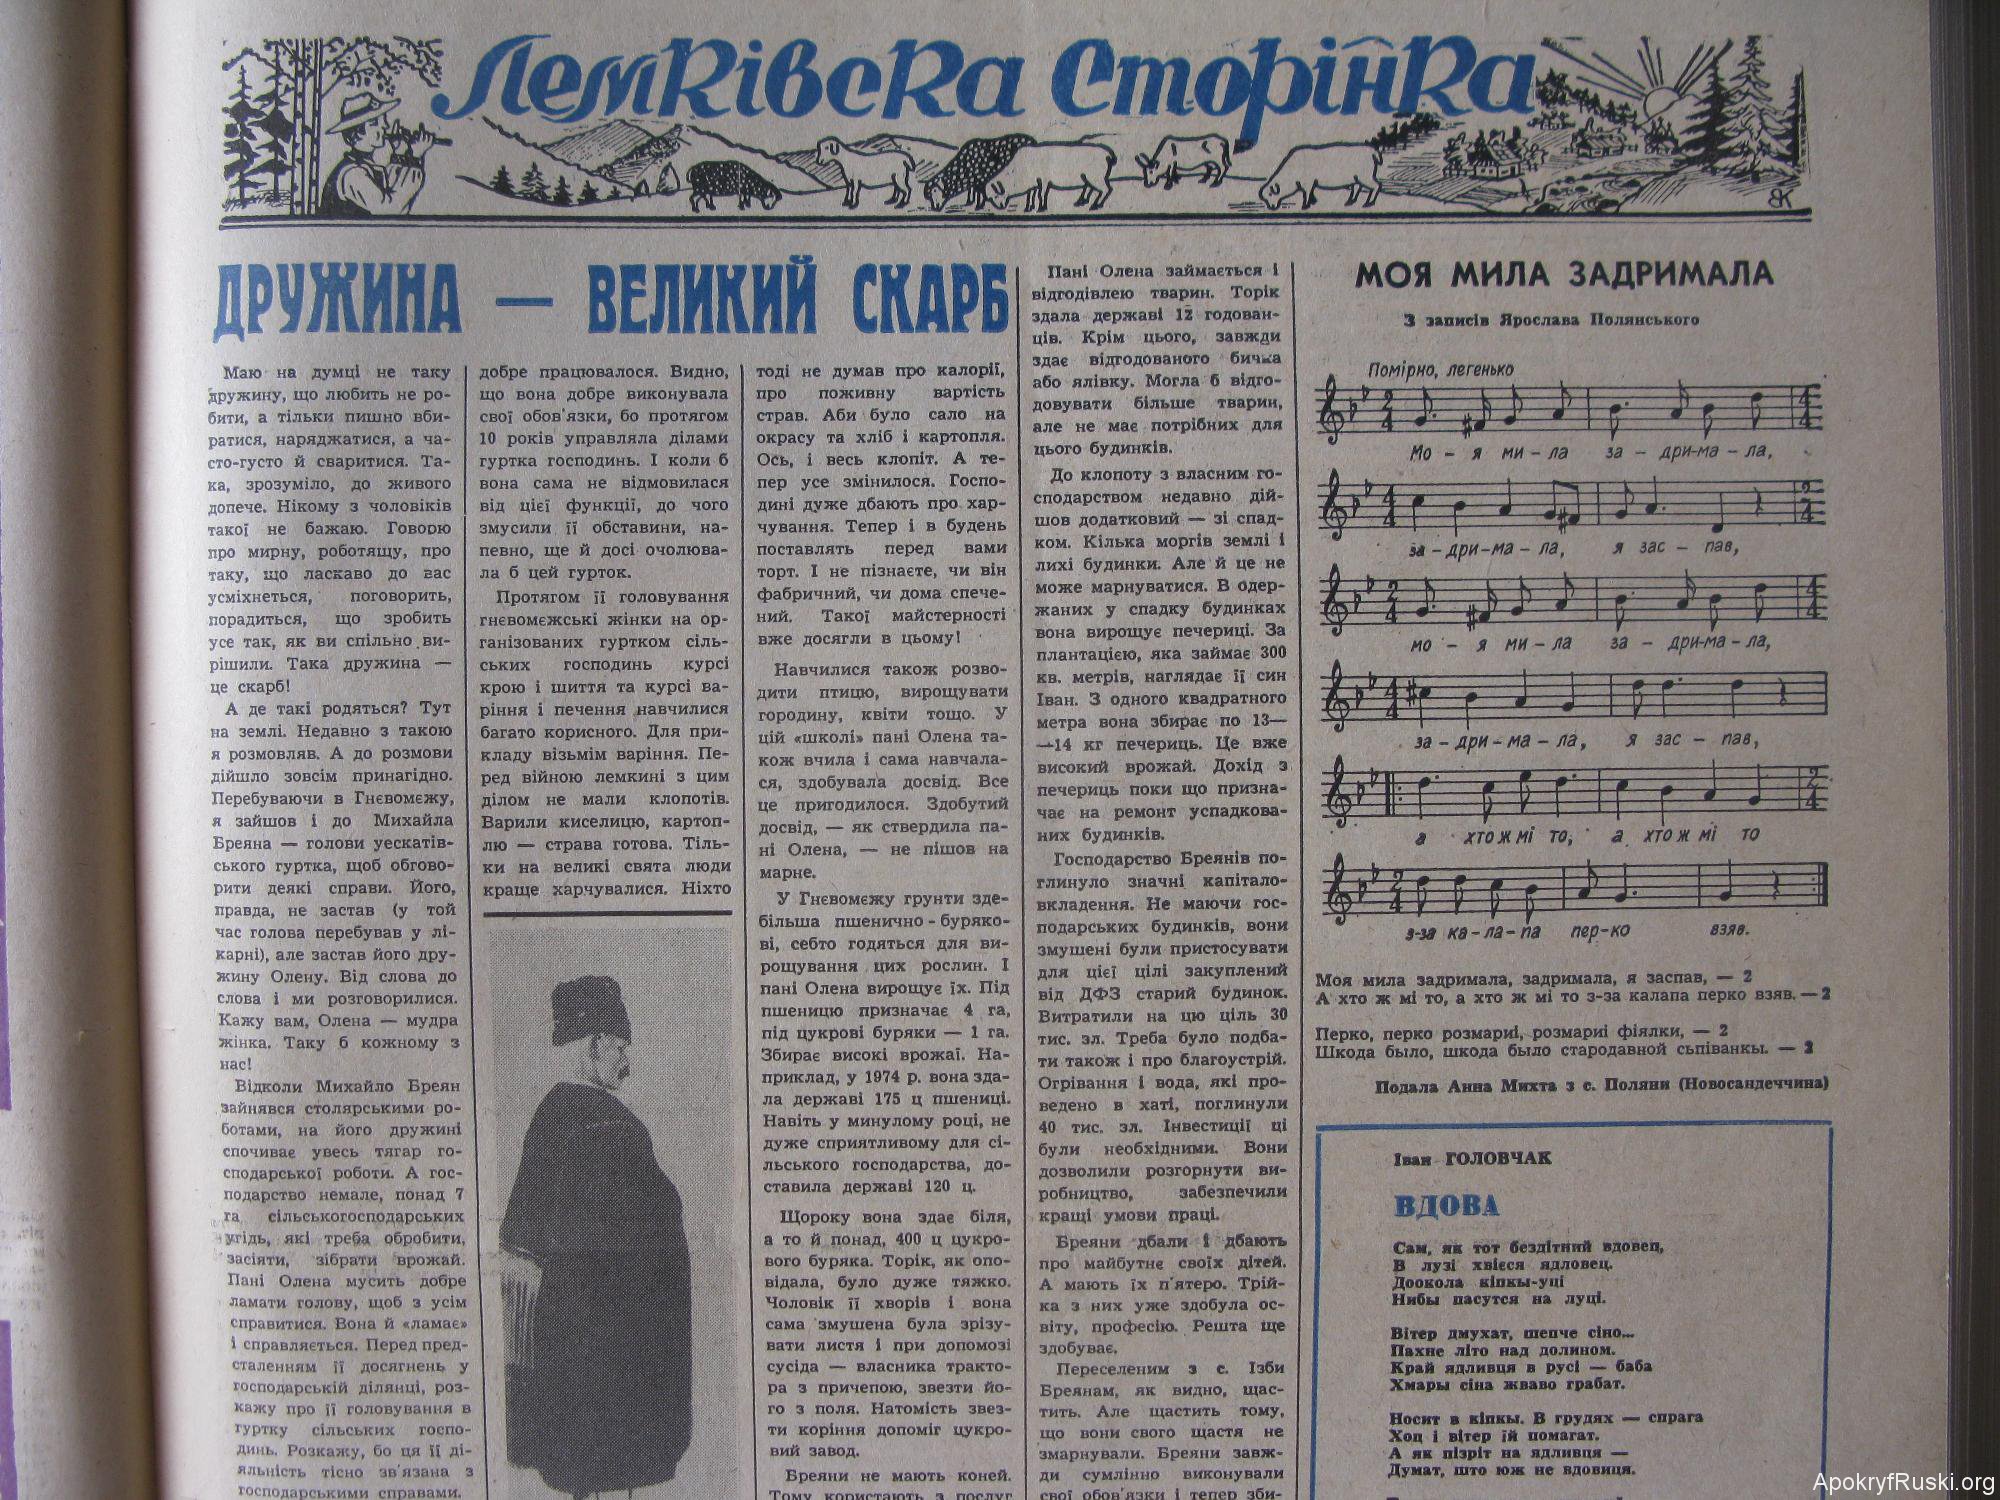 Лемківска Сторінка
ДРУЖИНА — ВЕЛИКИЙ СКАРБ
Маю на думці не таку
дружину, що любить не ро-
бити, а тільки пишно вби-
ратися, наряджатися, а ча-
сто-густо й сваритися. Та-
ка, зрозуміло, до живого
допече. Нікому з чоловіків
такої не бажаю. Говорю
про мирну, роботящу, про
таку, що ласкаво до вас
усміхнеться, поговорить,
порадиться, що зробить
усе так, як ви спільно ви-
рішили. Така дружина —
це скарб!
А де такі родяться? Тут
на землі. Недавно з такою
я розмовляв. А до розмови
дійшло зовсім принагідно.
Перебуваючи в Гнєвомежу,
я зайшов і до Михайла
Бреяна — голови уескатів-
ського гуртка, щоб обгово-
рити деякі справи. Його,
правда, не застав (у той
час голова перебував у лі-
карні), але застав його дру-
жину Олену. Від слова до
слова і ми розговорилися.
Кажу вам, Олена — мудра
жінка. Таку б кожному з
нас!
Відколи Михайло Бреян
зайнявся столярськими ро-
ботами, на його дружині
спочиває увесь тягар го-
сподарської роботи. А гос-
подарство немале, понад 7
га сільськогосподарських
угідь, які треба обробити,
засіяти, зібрати врожай.
Пані Олена мусить добре
ламати голову, щоб з усім
справитися. Вона й «ламає»
і справляється. Перед пред-
ставленням її досягнень у
господарській ділянці, роз-
кажу про її головування в
гуртку сільських госпо-
динь. Розкажу, бо ця її ді-
яльність тісно зв'язана з
господарськими справами.
добре працювалося. Видно,
що вона добре виконувала
свої обов'язки, бо протягом
10 років управляла ділами
гуртка господинь. І коли б
вона сама не відмовилася
від цієї функції, до чого
змусили її обставини, на-
певно, ще й досі очолюва-
ла б цей гурток.
Протягом її головування
гнєвомежські жінки на ор-
ганізованих гуртком сіль-
ських господинь курсі
крою і шиття та курсі ва-
ріння і печення навчилися
багато корисного. Для при-
кладу візьмім варіння. Пе-
ред війною лемкині з цим
ділом не мали клопотів.
Варили киселицю, картоп-
лю — страва готова. Тіль-
ки на великі свята люди
краще харчувалися. Ніхто
тоді не думав про калорії,
про поживну вартість
страв. Аби було сало на
окрасу та хліб і картопля.
Ось, і весь клопіт. А те-
пер усе змінилося. Госпо-
дині дуже дбають про хар-
чування. Тепер і в будень
поставлять перед вами
торт. І не пізнаєте, чи він
фабричний, чи дома спече-
ний. Такої майстерності
вже досягли в цьому!
Навчилися також розво-
дити птицю, вирощувати
городину, квіти тощо. У
цій «школі» пані Олена та-
кож вчила і сама навчала-
ся, здобувала досвід. Все
це пригодилося. Здобутий
досвід, — як ствердила па-
ні Олена, — не пішов на
марне.
У Гнєвомежу грунти зде-
більша пшенично-буряко-
ві, себто годяться для ви-
рощування цих рослин. І
пані Олена вирощує їх. Під
пшеницю призначає 4 га,
під цукрові буряки — 1 га.
Збирає високі врожаї. На-
приклад, у 1974 р. вона зда-
ла державі 175 ц пшениці.
Навіть у минулому році, не
дуже сприятливому для сі-
льського господарства, до-
ставила державі 120 ц.
Щороку вона здає біля,
а то й понад, 400 ц цукро-
вого буряка. Торік, як опо-
відала, було дуже тяжко.
Чоловік її хворів і вона
сама змушена була зрізу-
вати листя і при допомозі
сусіда — власника тракто-
ра з причепою, звезти йо-
го з поля. Натомість звез-
ти коріння допоміг цукро-
вий завод.
Бреяни не мають коней.
Тому користають з послуг
Пані Олена займається і
відгодівлею тварин. Торік
здала державі 12 годован-
ців. Крім цього, завжди
здає відгодованого бичка
або ялівку. Могла б відго-
довувати більше тварин,
але не має потрібних для
цього будинків.
До клопоту з власним го-
сподарством недавно дій-
шов додатковий — зі спад-
ком. Кілька моргів землі і
лихі будинки. Але й це не
може марнуватися. В одер-
жаних у спадку будинках
вона вирощує печериці. За
плантацією, яка займає 300
кв. метрів, наглядає її син
Іван. З одного квадратного
метра вона збирає по 13—
—14 кг печериць. Це вже
високий врожай. Дохід з
печериць поки що призна-
чає на ремонт успадкова-
них будинків.
Господарство Бреянів по-
глинуло значні капітало-
вкладення. Не маючи гос-
подарських будинків, вони
змушені були пристосувати
для цієї цілі закуплений
від ДФЗ старий будинок.
Витратили на цю ціль 30
тис. зл. Треба було подба-
ти також і про благоустрій.
Огрівання і вода, які про-
ведено в хаті, поглинули
40 тис. зл. Інвестиції ці
були необхідними. Вони
дозволили розгорнути ви-
робництво, забезпечили
кращі умови праці.
Бреяни дбали і дбають
про майбутнє своїх дітей.
А мають їх п'ятеро. Трій-
ка з них уже здобула ос-
віту, професію. Решта ще
здобуває.
Переселеним з с. Ізби
Бреянам, як видно, щас-
тить. Але щастить тому,
що вони свого щастя не
змарнували. Бреяни завж-
ди сумлінно виконували
свої обов'язки і тепер зби-
МОЯ МИЛА ЗАДРИМАЛА
З записів Ярослава Полянського
Помірно, легенько
Мо - я ми - ла за - дри-ма - ла,
за - дри-ма - ла, я зас - пав,
мо - я ми - ла за - дри-ма - ла,
за - дри - ма - ла, я зас - пав,
а хто ж мі то, а хто ж мі то
з-за ка - ла - па пер-ко взяв.
Моя мила задримала, задримала, я заспав, — 2
А хто ж мі то, а хто ж мі то з-за калапа перко взяв. — 2
Перко, перко розмариї, розмариї фіялки, — 2
Шкода было, шкода было стародавной сьпіванкы. — 2
Подала Анна Михта з с. Поляни (Новосандеччина)
Іван ГОЛОВЧАК
ВДОВА
Сам, як тот бездітний вдовец,
В лузі хвієся ядловец.
Доокола кіпкы-уці
Нибы пасутся на луці.
Вітер дмухат, шепче сіно...
Пахне літо над долином.
Край ядливця в русі — баба
Хмары сіна жваво грабат.
Носит в кіпкы. В грудях — спрага
Хоц і вітер їй помагат.
А як пізріт на ядливця —
Думат, што юж не вдовиця.
ЯК
ApokryfRuski.org